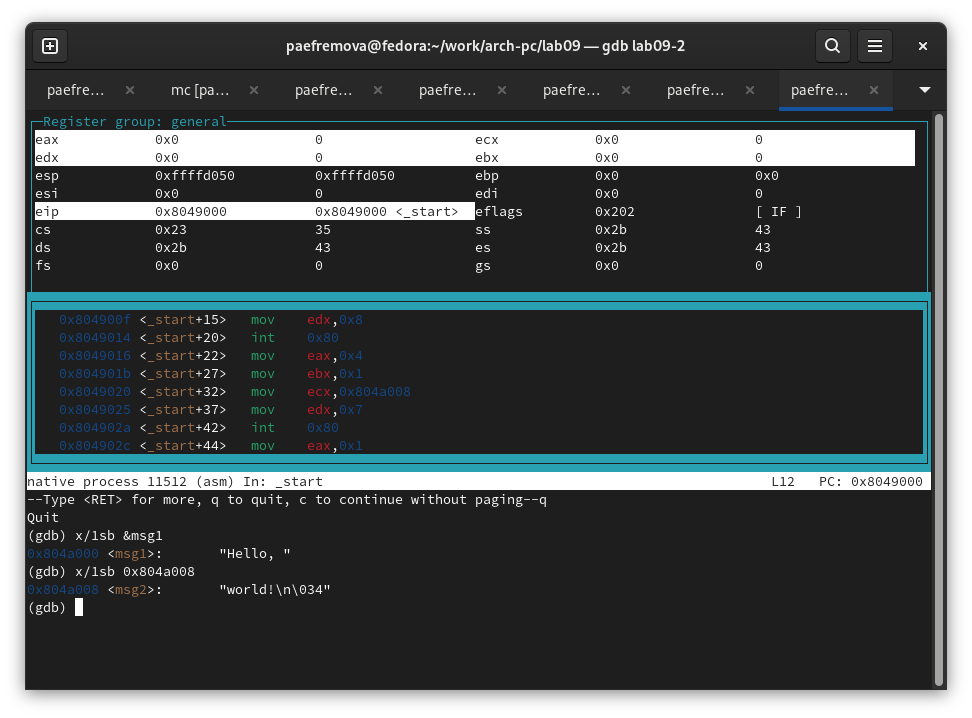 paefremova@fedora:~/work/arch-pc/lab09 — gdb lab09-2
paefre… × mc [pa… × paefre… × paefre… × paefre… × paefre… × paefre… ×
Register group: general
eax 0x0 0 ecx 0x0 0
edx 0x0 0 ebx 0x0 0
esp 0xffffd050 0xffffd050 ebp 0x0 0x0
esi 0x0 0 edi 0x0 0
eip 0x8049000 0x8049000 <_start> eflags 0x202 [ IF ]
cs 0x23 35 ss 0x2b 43
ds 0x2b 43 es 0x2b 43
fs 0x0 0 gs 0x0 0
0x804900f <_start+15> mov edx,0x8
0x8049014 <_start+20> int 0x80
0x8049016 <_start+22> mov eax,0x4
0x804901b <_start+27> mov ebx,0x1
0x8049020 <_start+32> mov ecx,0x804a008
0x8049025 <_start+37> mov edx,0x7
0x804902a <_start+42> int 0x80
0x804902c <_start+44> mov eax,0x1
native process 11512 (asm) In: _start L12 PC: 0x8049000
--Type <RET> for more, q to quit, c to continue without paging--q
Quit
(gdb) x/1sb &msg1
0x804a000 <msg1>: "Hello, "
(gdb) x/1sb 0x804a008
0x804a008 <msg2>: "world!\n\034"
(gdb)